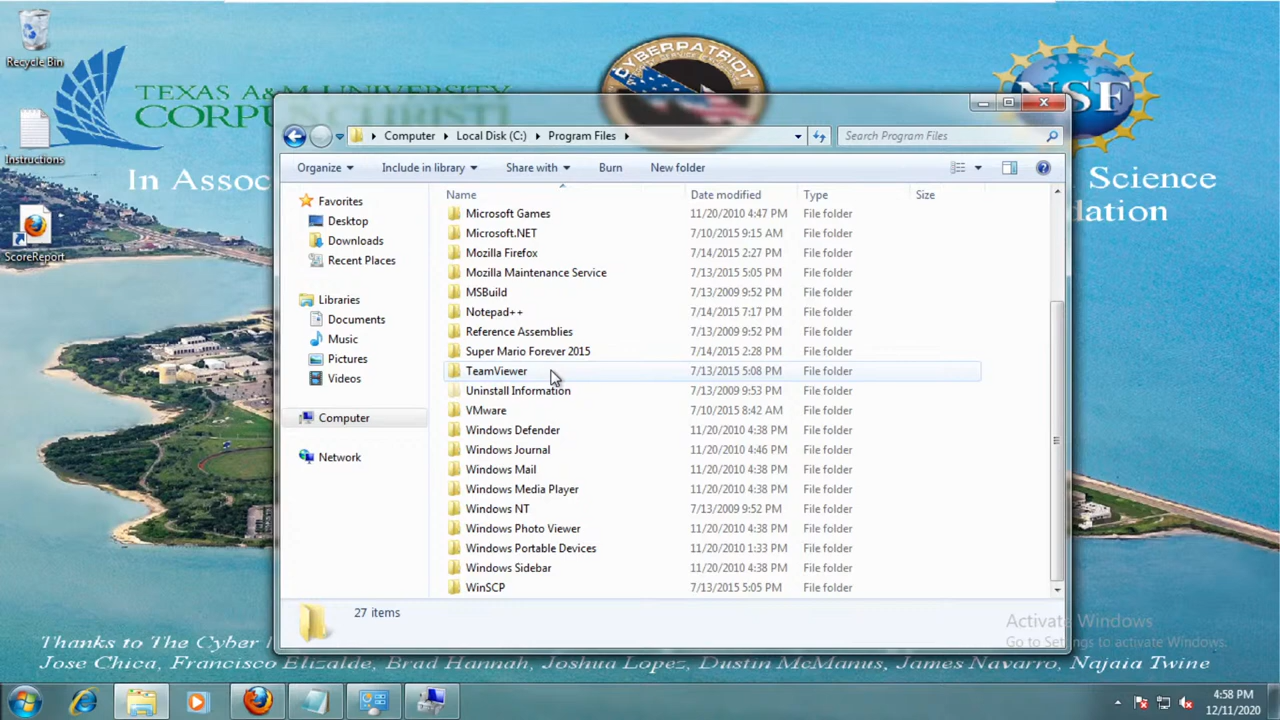 Recycle Bin
Instructions
ScoreReport
TEXAS A&M UNIVERSITY
CORPU
In Assoc
CYBERPATRIOT
NSF
Science
dation
Computer
Local Disk (C:)
Program Files
Search Program Files
Organize
Include in library
Share with
Burn
New folder
Favorites
Desktop
Downloads
Recent Places
Libraries
Documents
Music
Pictures
Videos
Computer
Network
Name Date modified Type Size
Microsoft Games 11/20/2010 4:47 PM File folder
Microsoft.NET 7/10/2015 9:15 AM File folder
Mozilla Firefox 7/14/2015 2:27 PM File folder
Mozilla Maintenance Service 7/13/2015 5:05 PM File folder
MSBuild 7/13/2009 9:52 PM File folder
Notepad++ 7/14/2015 7:17 PM File folder
Reference Assemblies 7/13/2009 9:52 PM File folder
Super Mario Forever 2015 7/14/2015 2:28 PM File folder
TeamViewer 7/13/2015 5:08 PM File folder
Uninstall Information 7/13/2009 9:53 PM File folder
VMware 7/10/2015 8:42 AM File folder
Windows Defender 11/20/2010 4:38 PM File folder
Windows Journal 11/20/2010 4:46 PM File folder
Windows Mail 11/20/2010 4:38 PM File folder
Windows Media Player 11/20/2010 4:38 PM File folder
Windows NT 7/13/2009 9:52 PM File folder
Windows Photo Viewer 11/20/2010 4:38 PM File folder
Windows Portable Devices 11/20/2010 1:33 PM File folder
Windows Sidebar 11/20/2010 4:38 PM File folder
WinSCP 7/13/2015 5:05 PM File folder
27 items
Activate Windows
Go to Settings to activate Windows.
Thanks to The Cyber
Jose Chica, Francisco Elizalde, Brad Hannah, Joshua Lopez, Dustin McManus, James Navarro, Najaia Twine
4:58 PM
12/11/2020